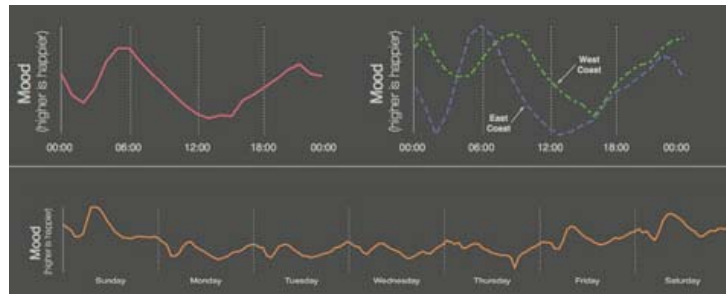 Mood
(higher is happier)
00:00 06:00 12:00 18:00 00:00
Mood
(higher is happier)
West
Coast
East
Coast
00:00 06:00 12:00 18:00 00:00
Mood
(higher is happier)
Sunday Monday Tuesday Wednesday Thursday Friday Saturday